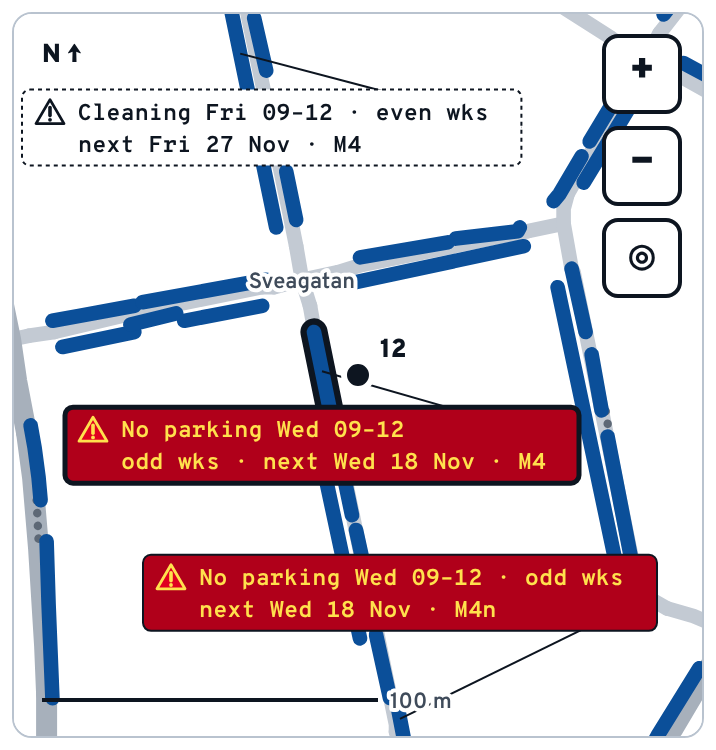 N ↑
+
Cleaning Fri 09–12 · even wks
next Fri 27 Nov · M4
−
Sveagatan
12
No parking Wed 09–12
odd wks · next Wed 18 Nov · M4
No parking Wed 09–12 · odd wks
next Wed 18 Nov · M4n
100 m